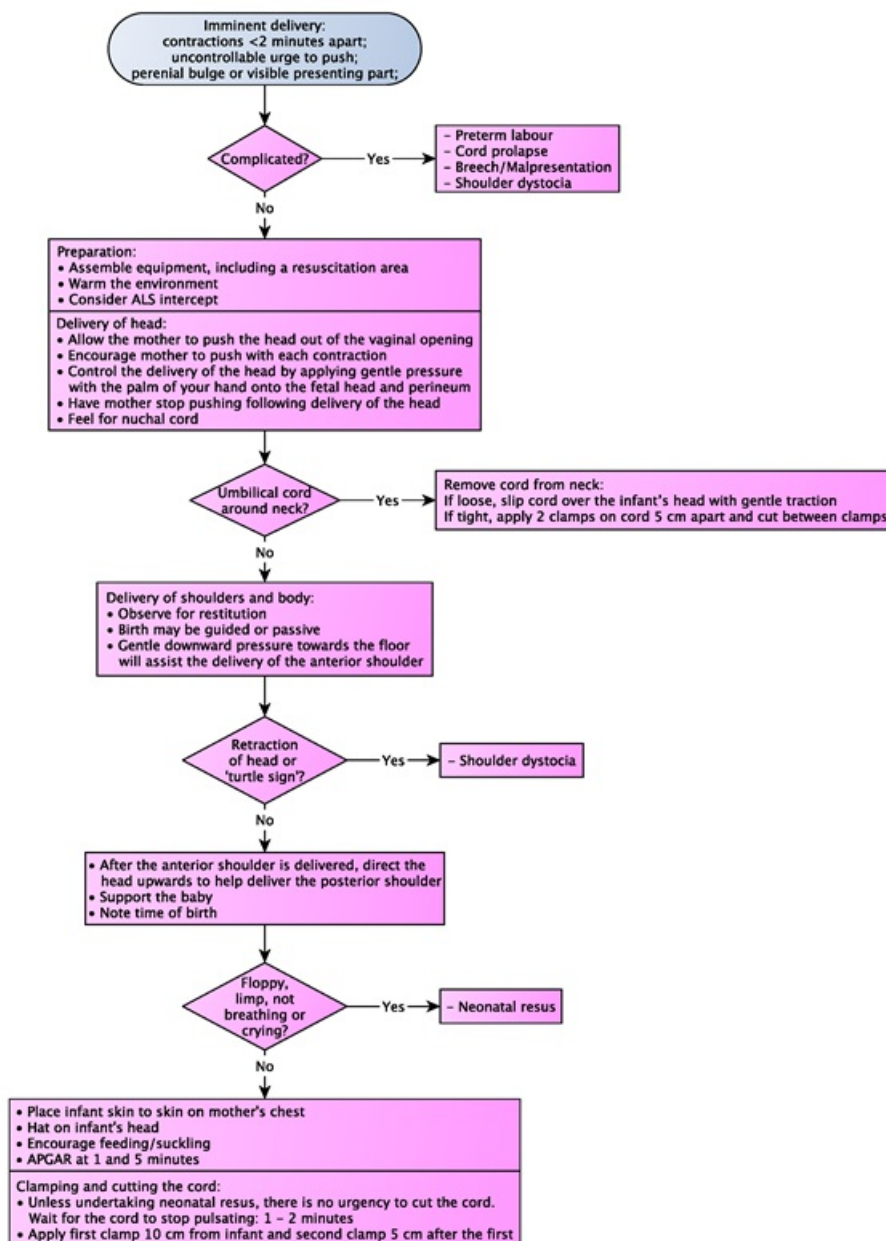 Imminent delivery:
contractions <2 minutes apart;
uncontrollable urge to push;
perenial bulge or visible presenting part;
Complicated?
Yes
- Preterm labour
- Cord prolapse
- Breech/Malpresentation
- Shoulder dystocia
No
Preparation:
• Assemble equipment, including a resuscitation area
• Warm the environment
• Consider ALS intercept
Delivery of head:
• Allow the mother to push the head out of the vaginal opening
• Encourage mother to push with each contraction
• Control the delivery of the head by applying gentle pressure
with the palm of your hand onto the fetal head and perineum
• Have mother stop pushing following delivery of the head
• Feel for nuchal cord
Umbilical cord
around neck?
Yes
Remove cord from neck:
If loose, slip cord over the infant's head with gentle traction
If tight, apply 2 clamps on cord 5 cm apart and cut between clamps
No
Delivery of shoulders and body:
• Observe for restitution
• Birth may be guided or passive
• Gentle downward pressure towards the floor
will assist the delivery of the anterior shoulder
Retraction
of head or
'turtle sign'?
Yes
- Shoulder dystocia
No
• After the anterior shoulder is delivered, direct the
head upwards to help deliver the posterior shoulder
• Support the baby
• Note time of birth
Floppy,
limp, not
breathing or
crying?
Yes
- Neonatal resus
No
• Place infant skin to skin on mother's chest
• Hat on infant's head
• Encourage feeding/suckling
• APGAR at 1 and 5 minutes
Clamping and cutting the cord:
• Unless undertaking neonatal resus, there is no urgency to cut the cord.
Wait for the cord to stop pulsating: 1 - 2 minutes
• Apply first clamp 10 cm from infant and second clamp 5 cm after the first